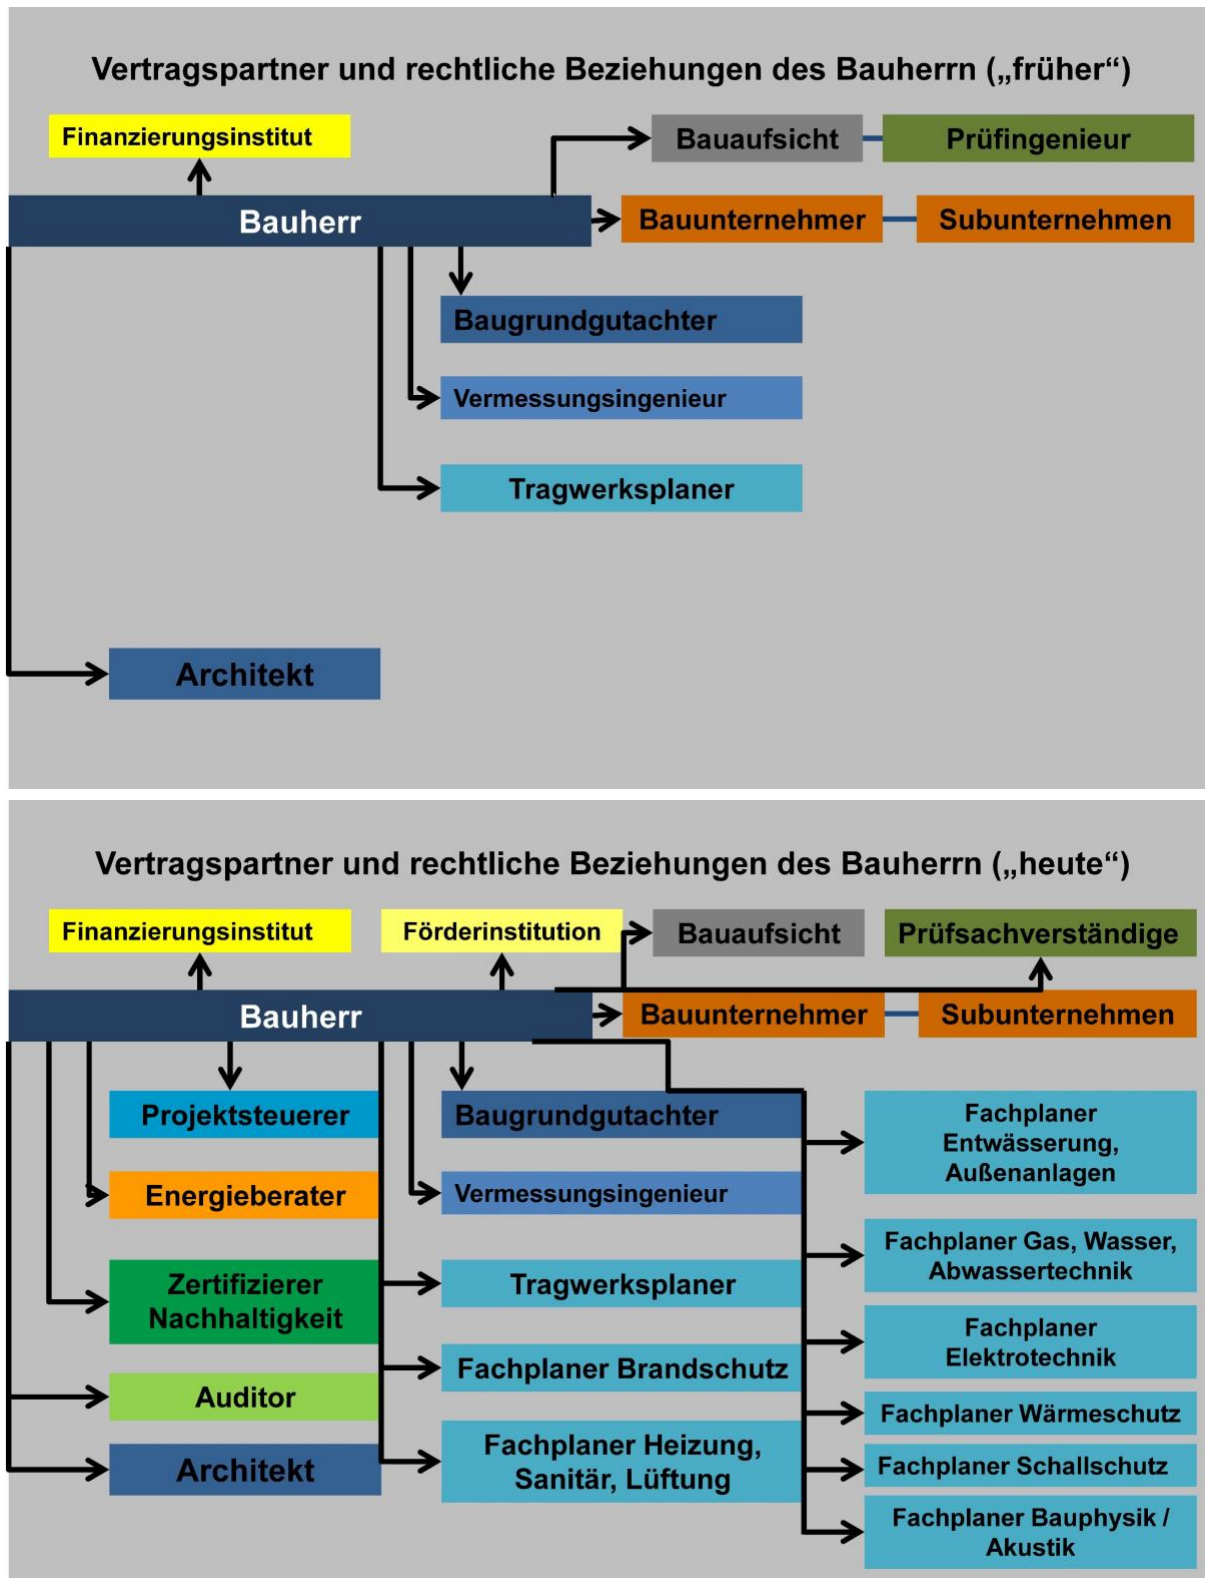 Vertragspartner und rechtliche Beziehungen des Bauherrn („früher“)
Finanzierungsinstitut
Bauaufsicht
Prüfingenieur
Bauherr
Bauunternehmer
Subunternehmen
Baugrundgutachter
Vermessungsingenieur
Tragwerksplaner
Architekt
Vertragspartner und rechtliche Beziehungen des Bauherrn („heute“)
Finanzierungsinstitut
Förderinstitution
Bauaufsicht
Prüfsachverständige
Bauherr
Bauunternehmer
Subunternehmen
Projektsteuerer
Energieberater
Zertifizierer
Nachhaltigkeit
Auditor
Architekt
Baugrundgutachter
Vermessungsingenieur
Tragwerksplaner
Fachplaner Brandschutz
Fachplaner Heizung,
Sanitär, Lüftung
Fachplaner
Entwässerung,
Außenanlagen
Fachplaner Gas, Wasser,
Abwassertechnik
Fachplaner
Elektrotechnik
Fachplaner Wärmeschutz
Fachplaner Schallschutz
Fachplaner Bauphysik /
Akustik